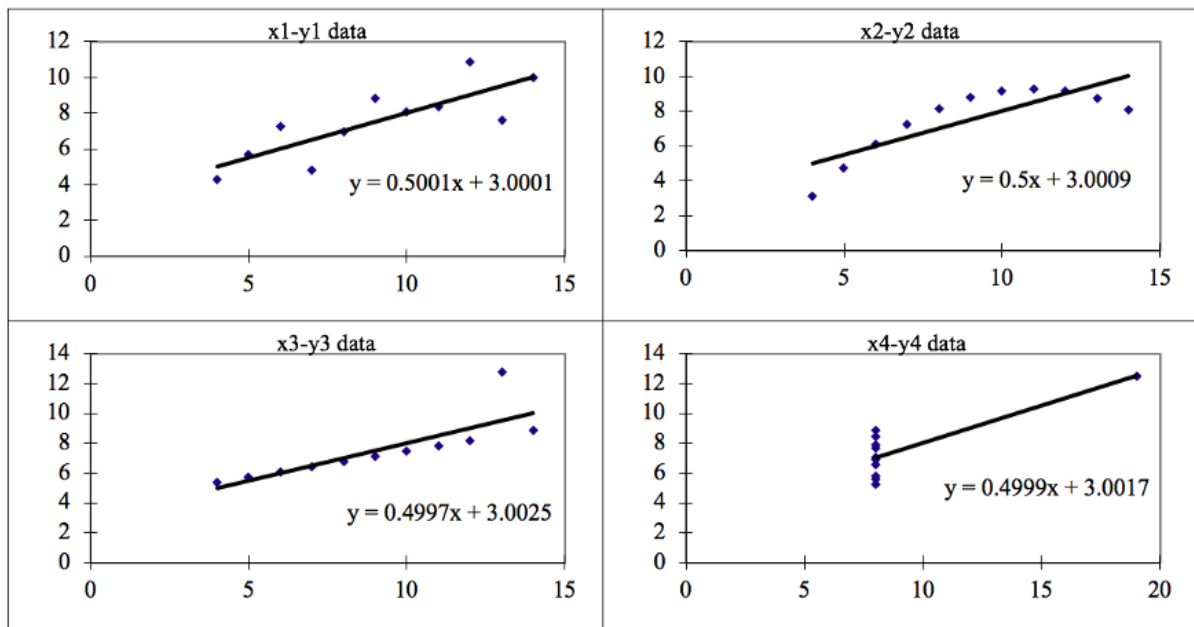 x1-y1 data
12
10
8
6
4
2
0
y = 0.5001x + 3.0001
0 5 10 15
x2-y2 data
12
10
8
6
4
2
0
y = 0.5x + 3.0009
0 5 10 15
x3-y3 data
14
12
10
8
6
4
2
0
y = 0.4997x + 3.0025
0 5 10 15
x4-y4 data
14
12
10
8
6
4
2
0
y = 0.4999x + 3.0017
0 5 10 15 20